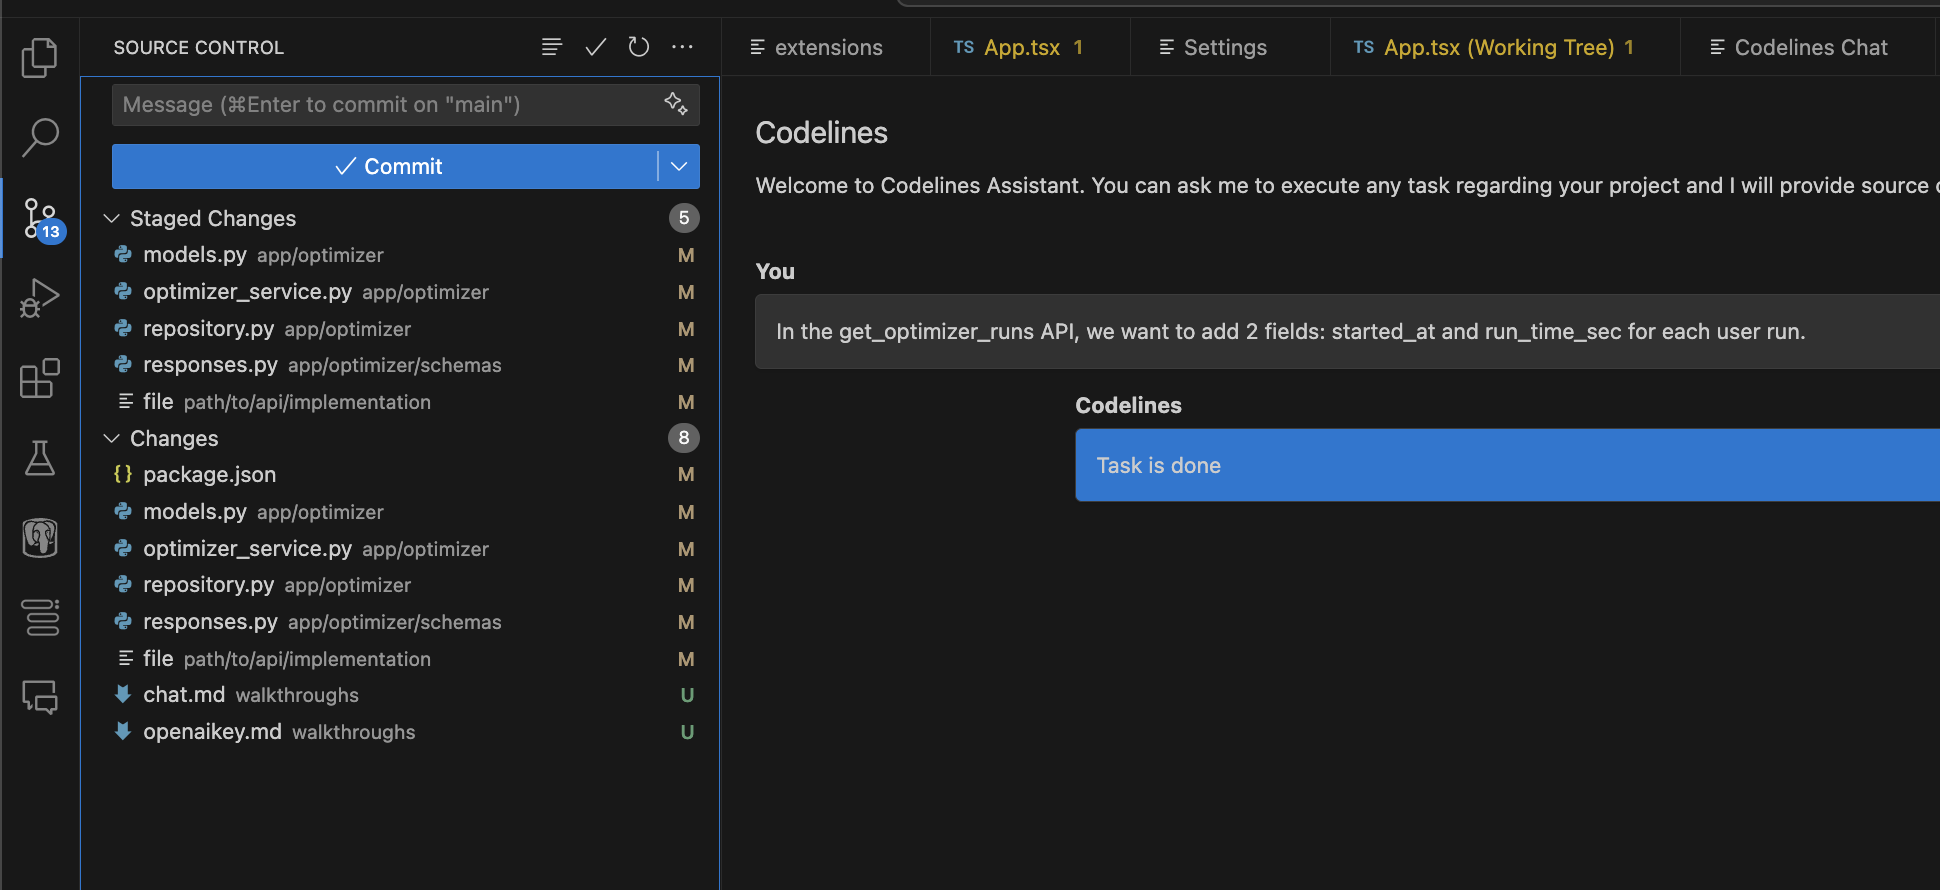 SOURCE CONTROL
Message (⌘Enter to commit on "main")
Commit
Staged Changes 5
models.py app/optimizer M
optimizer_service.py app/optimizer M
repository.py app/optimizer M
responses.py app/optimizer/schemas M
file path/to/api/implementation M
Changes 8
package.json M
models.py app/optimizer M
optimizer_service.py app/optimizer M
repository.py app/optimizer M
responses.py app/optimizer/schemas M
file path/to/api/implementation M
chat.md walkthroughs U
openaikey.md walkthroughs U
13
extensions
TS App.tsx 1
Settings
TS App.tsx (Working Tree) 1
Codelines Chat
Codelines
Welcome to Codelines Assistant. You can ask me to execute any task regarding your project and I will provide source
You
In the get_optimizer_runs API, we want to add 2 fields: started_at and run_time_sec for each user run.
Codelines
Task is done